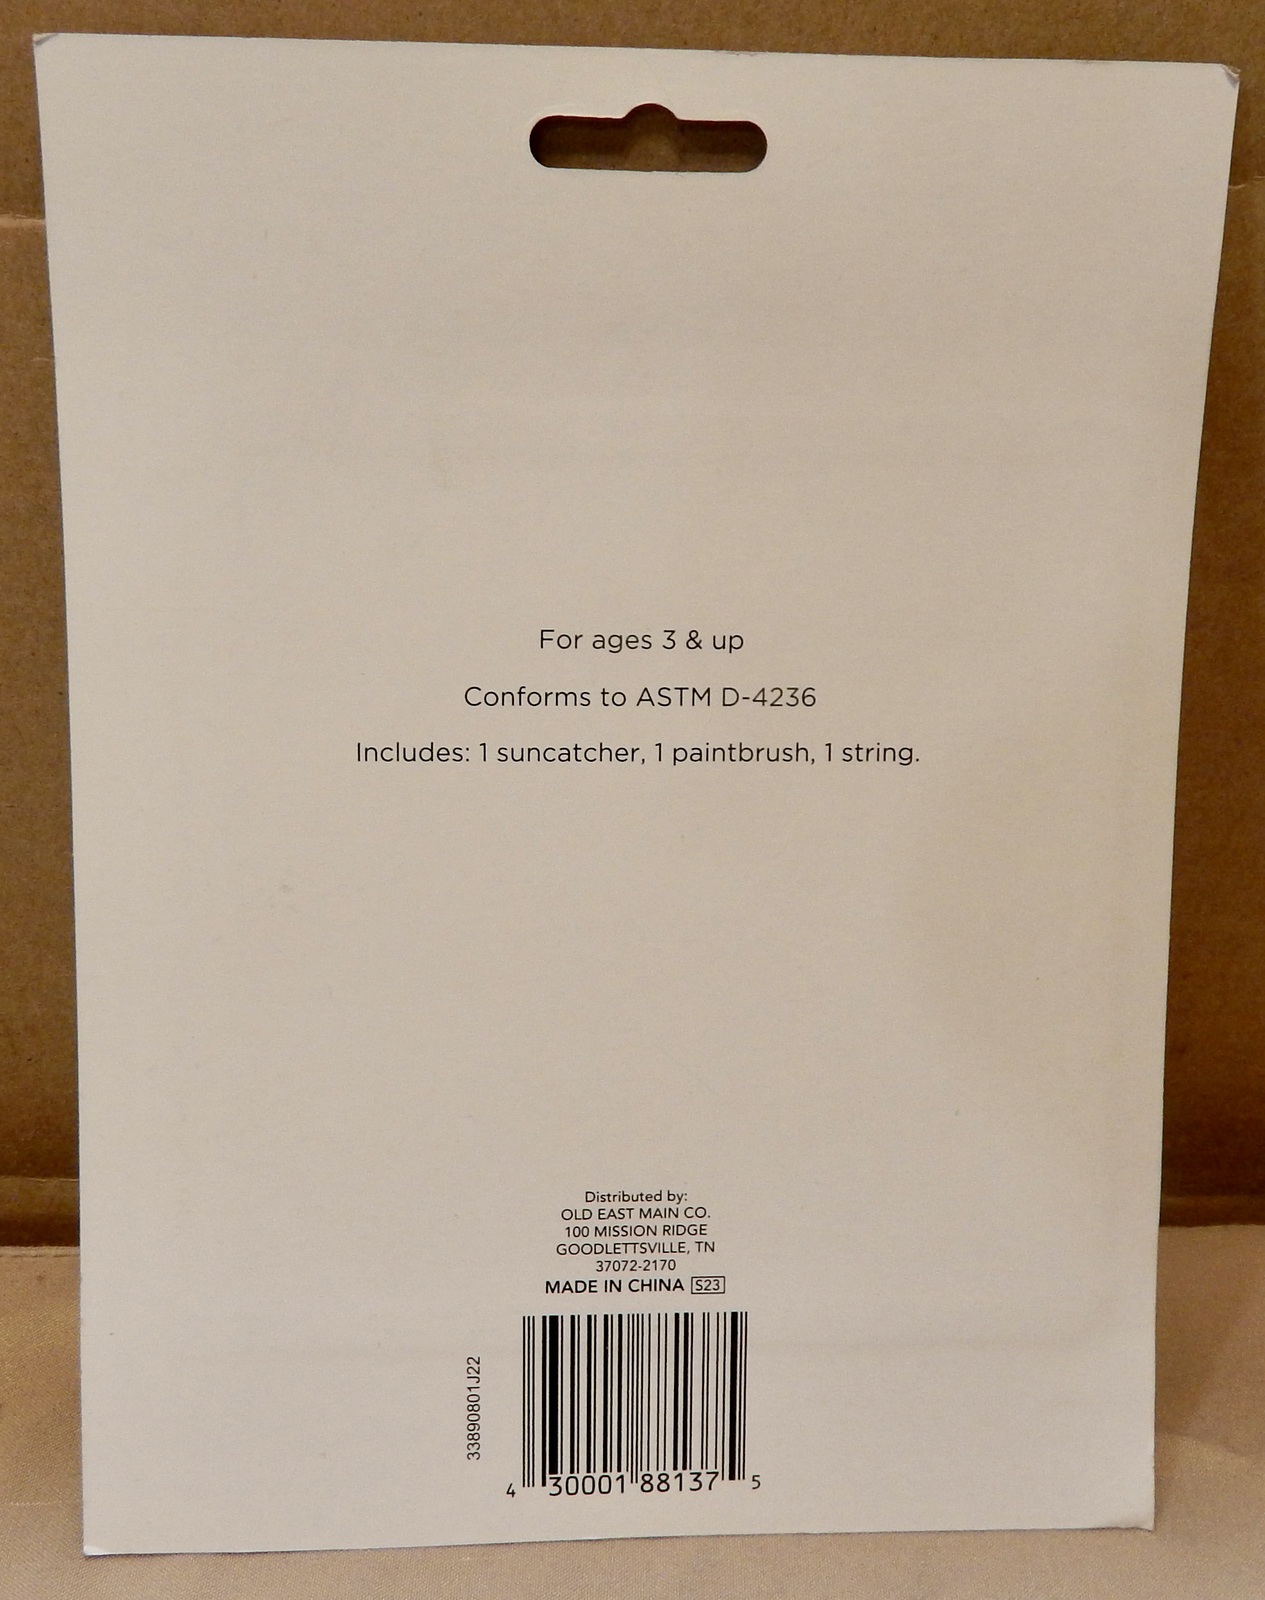 For ages 3 & up
Conforms to ASTM D-4236
Includes: 1 suncatcher, 1 paintbrush, 1 string.
Distributed by:
OLD EAST MAIN CO.
100 MISSION RIDGE
GOODLETTSVILLE, TN
37072-2170
MADE IN CHINA S23
33890801J22
4 30001 88137 5